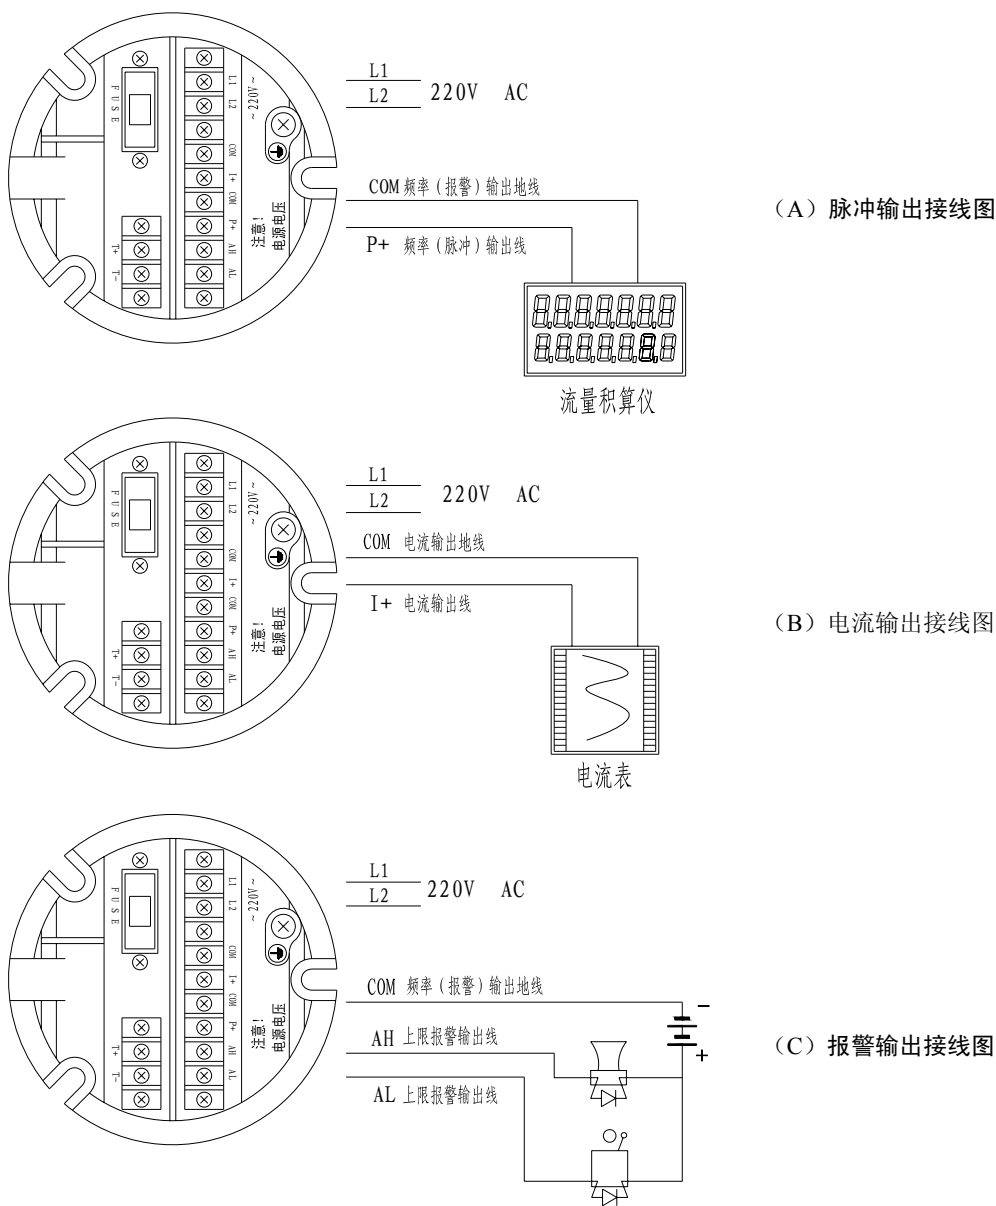 FUSE
L1
L2
~220V~
COM
I+
COM
P+
AH
AL
T+
T-
注意！
电源电压
L1
L2
220V AC
COM 频率（报警）输出地线
P+ 频率（脉冲）输出线
流量积算仪
（A）脉冲输出接线图
FUSE
L1
L2
~220V~
COM
I+
COM
P+
AH
AL
T+
T-
注意！
电源电压
L1
L2
220V AC
COM 电流输出地线
I+ 电流输出线
电流表
（B）电流输出接线图
FUSE
L1
L2
~220V~
COM
I+
COM
P+
AH
AL
T+
T-
注意！
电源电压
L1
L2
220V AC
COM 频率（报警）输出地线
AH 上限报警输出线
AL 上限报警输出线
－
+
（C）报警输出接线图